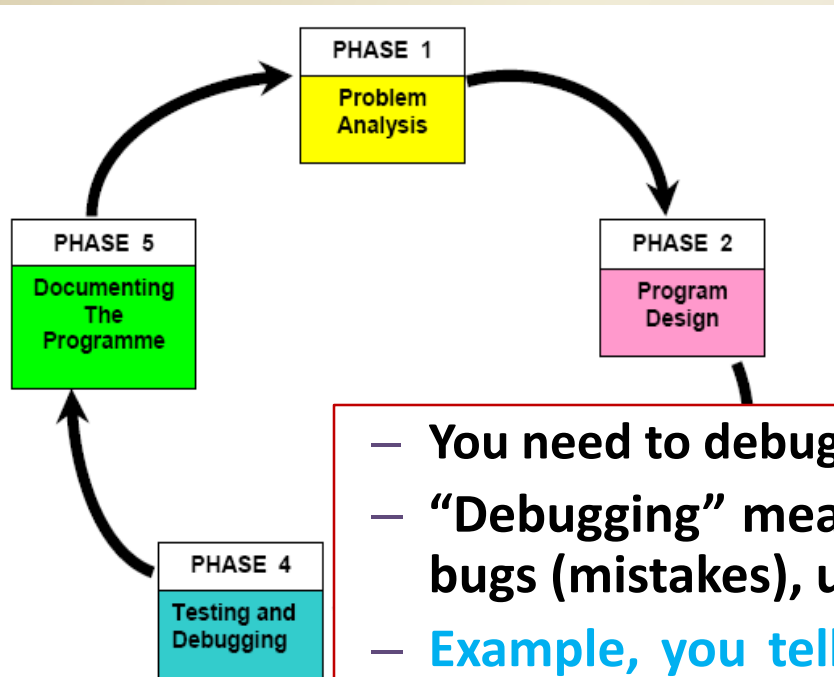 PHASE 1
Problem
Analysis
PHASE 5
Documenting
The
Programme
PHASE 2
Program
Design
PHASE 4
Testing and
Debugging
– You need to debug
– “Debugging” mea
bugs (mistakes), u
– Example, you tell